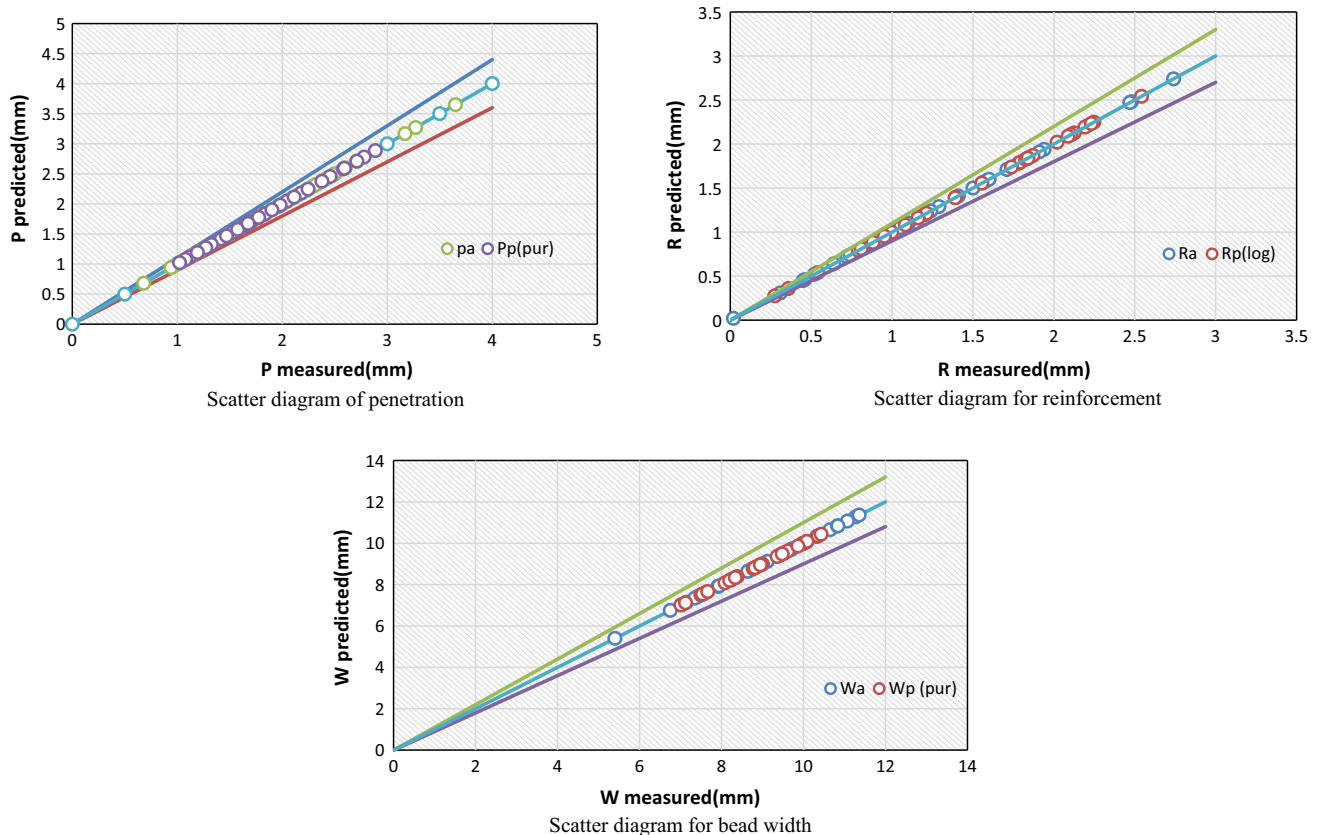 5
4.5
4
3.5
3
2.5
2
1.5
1
0.5
0
P predicted(mm)
pa Pp(pur)
0 1 2 3 4 5
P measured(mm)
Scatter diagram of penetration
3.5
3
2.5
2
1.5
1
0.5
0
R predicted(mm)
Ra Rp(log)
0 0.5 1 1.5 2 2.5 3 3.5
R measured(mm)
Scatter diagram for reinforcement
14
12
10
8
6
4
2
0
W predicted(mm)
Wa Wp (pur)
0 2 4 6 8 10 12 14
W measured(mm)
Scatter diagram for bead width